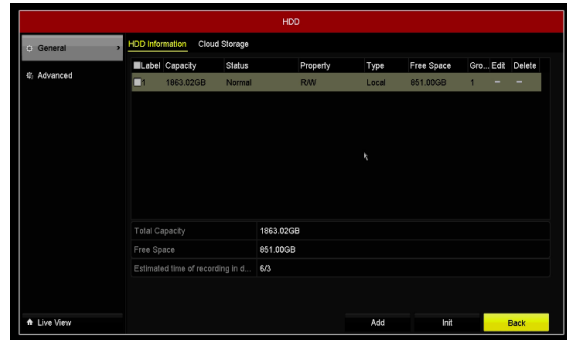 HDD
General
Advanced
HDD Information Cloud Storage
Label Capacity Status Property Type Free Space Gro... Edit Delete
1 1863.02GB Normal R/W Local 851.00GB 1 — —
Total Capacity 1863.02GB
Free Space 851.00GB
Estimated time of recording in d... 6/3
Live View
Add Init Back